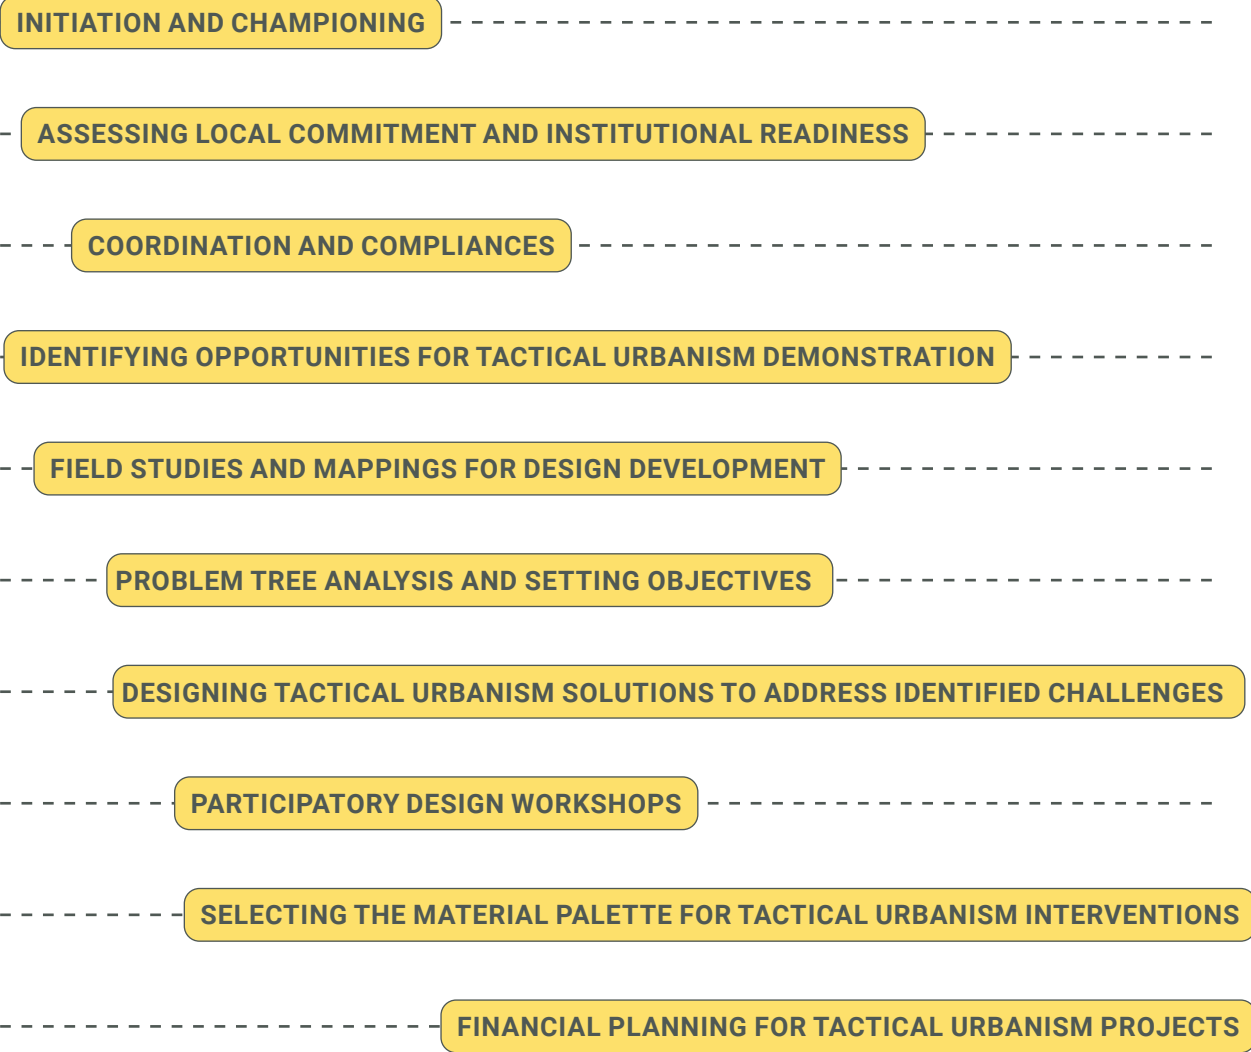 INITIATION AND CHAMPIONING
ASSESSING LOCAL COMMITMENT AND INSTITUTIONAL READINESS
COORDINATION AND COMPLIANCES
IDENTIFYING OPPORTUNITIES FOR TACTICAL URBANISM DEMONSTRATION
FIELD STUDIES AND MAPPINGS FOR DESIGN DEVELOPMENT
PROBLEM TREE ANALYSIS AND SETTING OBJECTIVES
DESIGNING TACTICAL URBANISM SOLUTIONS TO ADDRESS IDENTIFIED CHALLENGES
PARTICIPATORY DESIGN WORKSHOPS
SELECTING THE MATERIAL PALETTE FOR TACTICAL URBANISM INTERVENTIONS
FINANCIAL PLANNING FOR TACTICAL URBANISM PROJECTS